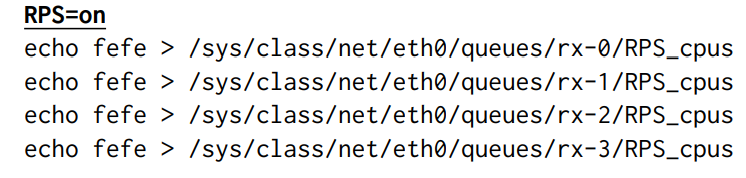 RPS=on
echo fefe > /sys/class/net/eth0/queues/rx-0/RPS_cpus
echo fefe > /sys/class/net/eth0/queues/rx-1/RPS_cpus
echo fefe > /sys/class/net/eth0/queues/rx-2/RPS_cpus
echo fefe > /sys/class/net/eth0/queues/rx-3/RPS_cpus